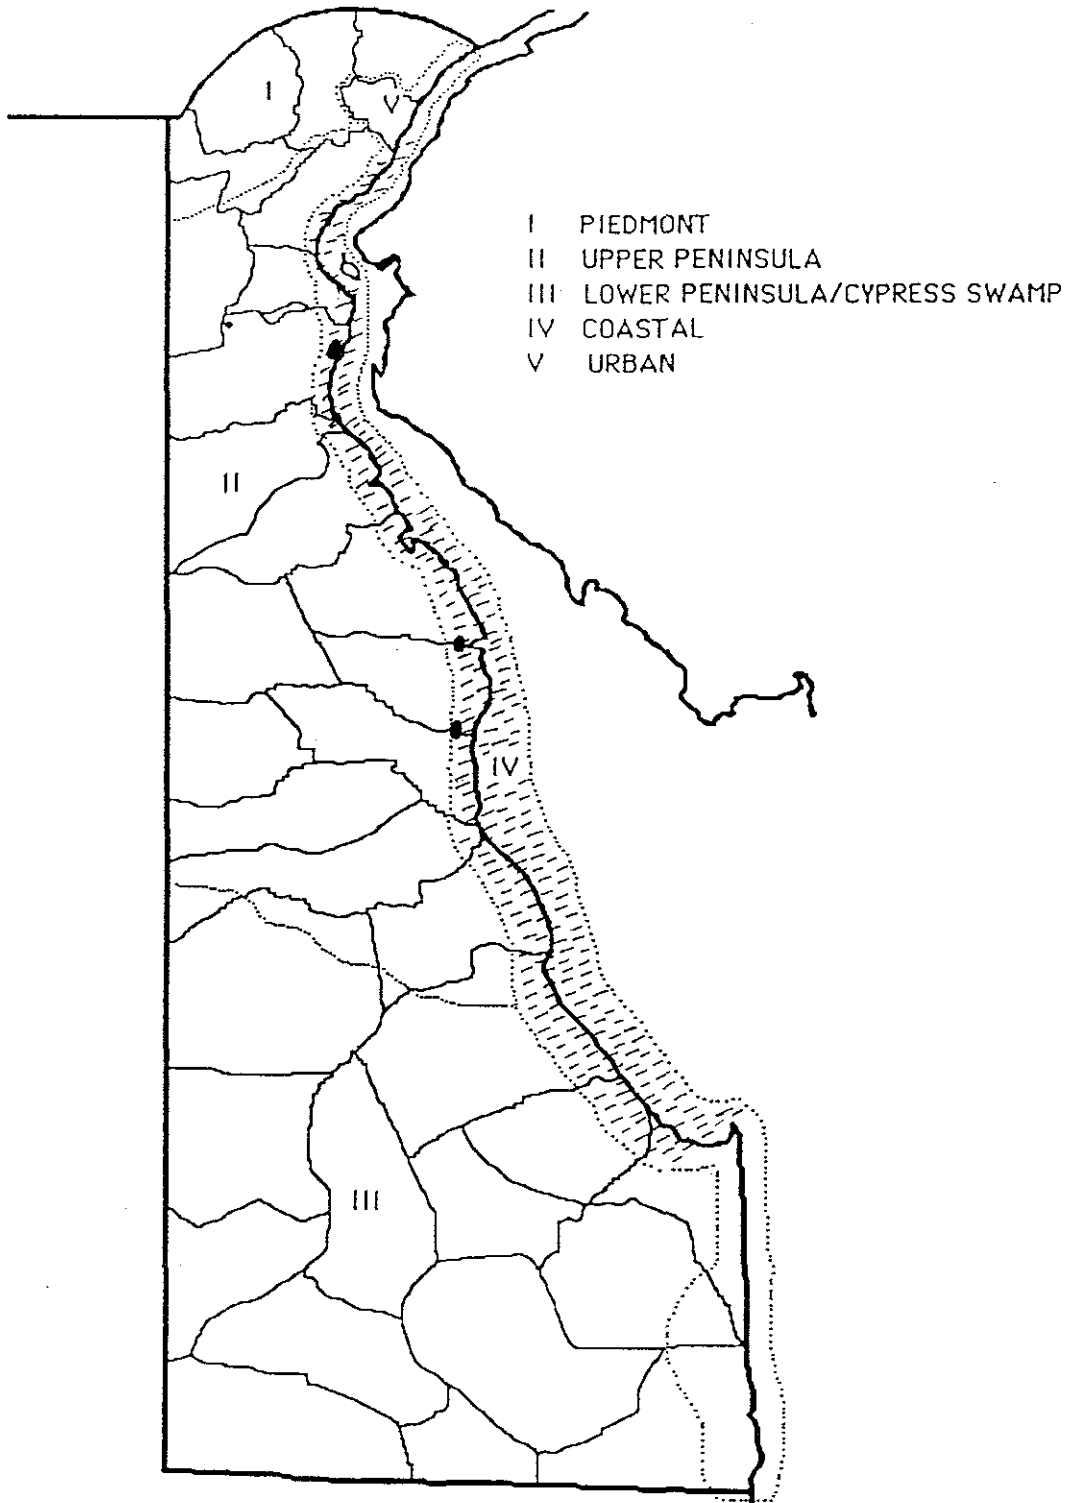 I
V
I PIEDMONT
II UPPER PENINSULA
III LOWER PENINSULA/CYPRESS SWAMP
IV COASTAL
V URBAN
II
IV
III